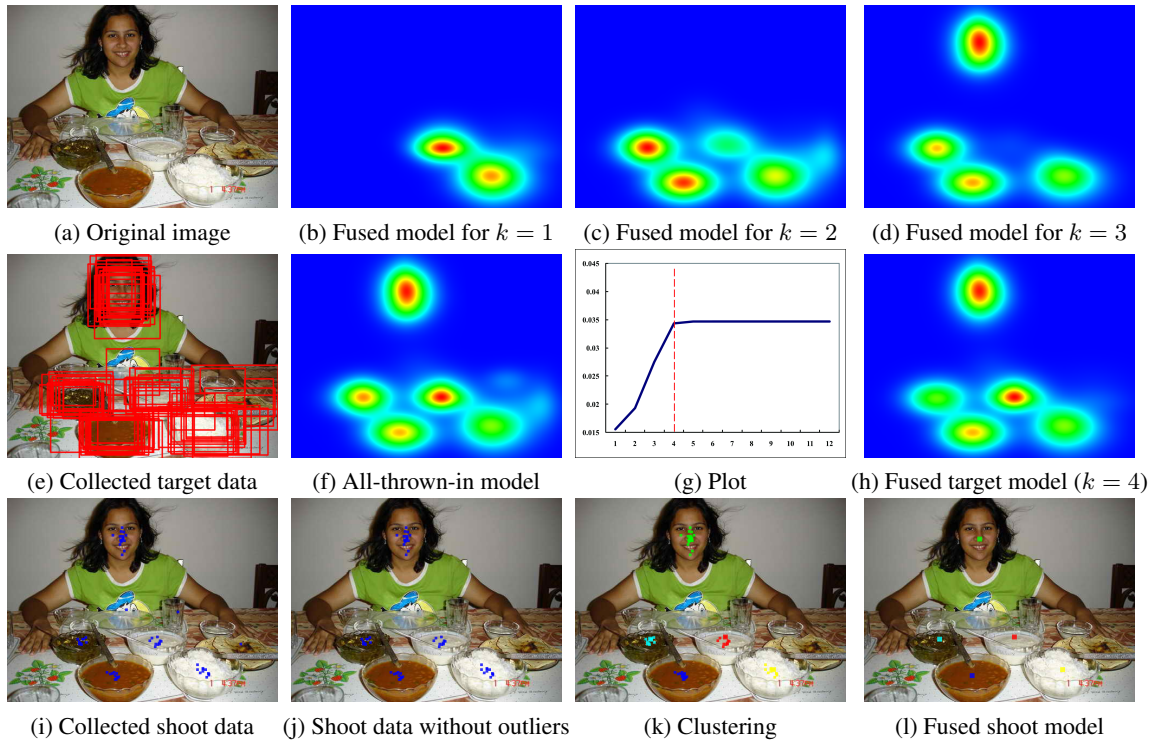 (a) Original image
(b) Fused model for k = 1
(c) Fused model for k = 2
(d) Fused model for k = 3
0.045
0.04
0.035
0.03
0.025
0.02
0.015
1 2 3 4 5 6 7 8 9 10 11 12
(e) Collected target data
(f) All-thrown-in model
(g) Plot
(h) Fused target model (k = 4)
(i) Collected shoot data
(j) Shoot data without outliers
(k) Clustering
(l) Fused shoot model